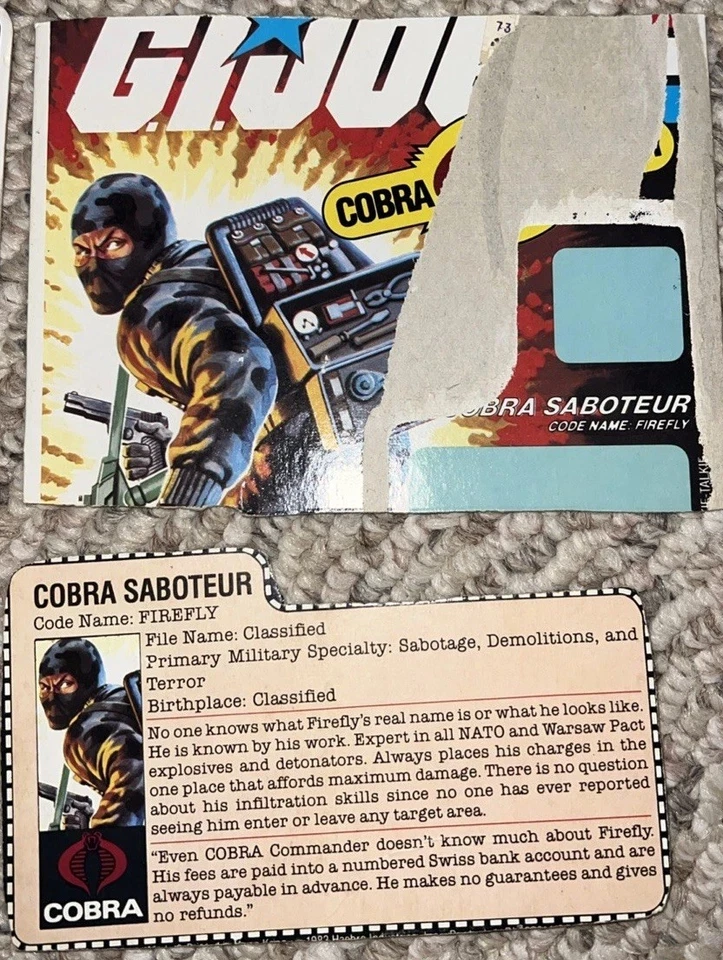 G.I.JO
73
COBRA
COBRA SABOTEUR
CODE NAME: FIREFLY
COBRA SABOTEUR
Code Name: FIREFLY
File Name: Classified
Primary Military Specialty: Sabotage, Demolitions, and
Terror
Birthplace: Classified
No one knows what Firefly's real name is or what he looks like.
He is known by his work. Expert in all NATO and Warsaw Pact
explosives and detonators. Always places his charges in the
one place that affords maximum damage. There is no question
about his infiltration skills since no one has ever reported
seeing him enter or leave any target area.
"Even COBRA Commander doesn't know much about Firefly.
His fees are paid into a numbered Swiss bank account and are
always payable in advance. He makes no guarantees and gives
no refunds."
COBRA